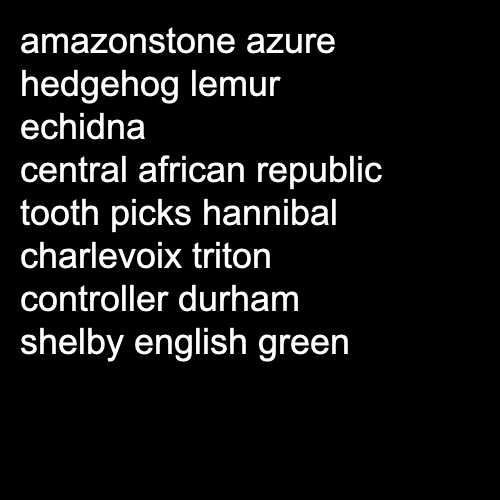 amazonstone azure
hedgehog lemur
echidna
central african republic
tooth picks hannibal
charlevoix triton
controller durham
shelby english green